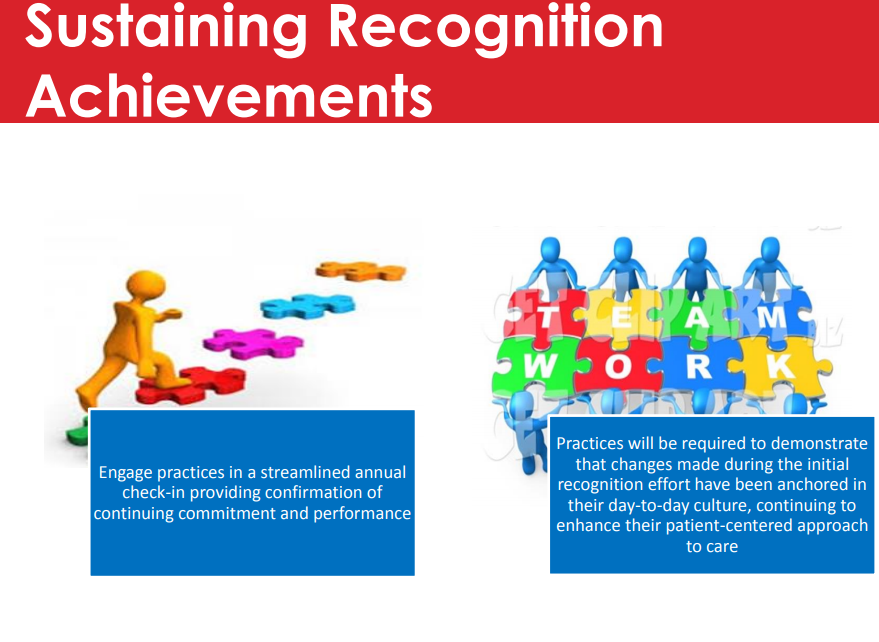 Sustaining Recognition
Achievements
TEAM
WORK
Engage practices in a streamlined annual
check-in providing confirmation of
continuing commitment and performance
Practices will be required to demonstrate
that changes made during the initial
recognition effort have been anchored in
their day-to-day culture, continuing to
enhance their patient-centered approach
to care